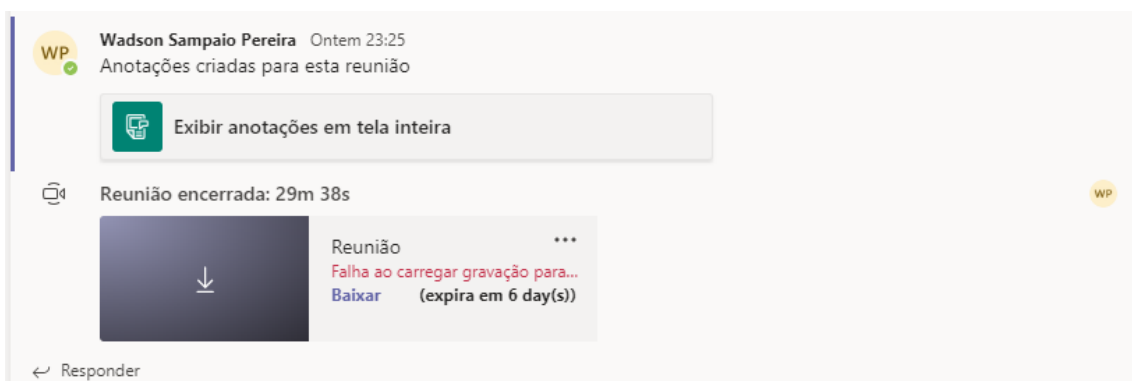 WP
Wadson Sampaio Pereira Ontem 23:25
Anotações criadas para esta reunião
Exibir anotações em tela inteira
Reunião encerrada: 29m 38s
WP
Reunião
Falha ao carregar gravação para...
Baixar (expira em 6 day(s))
Responder